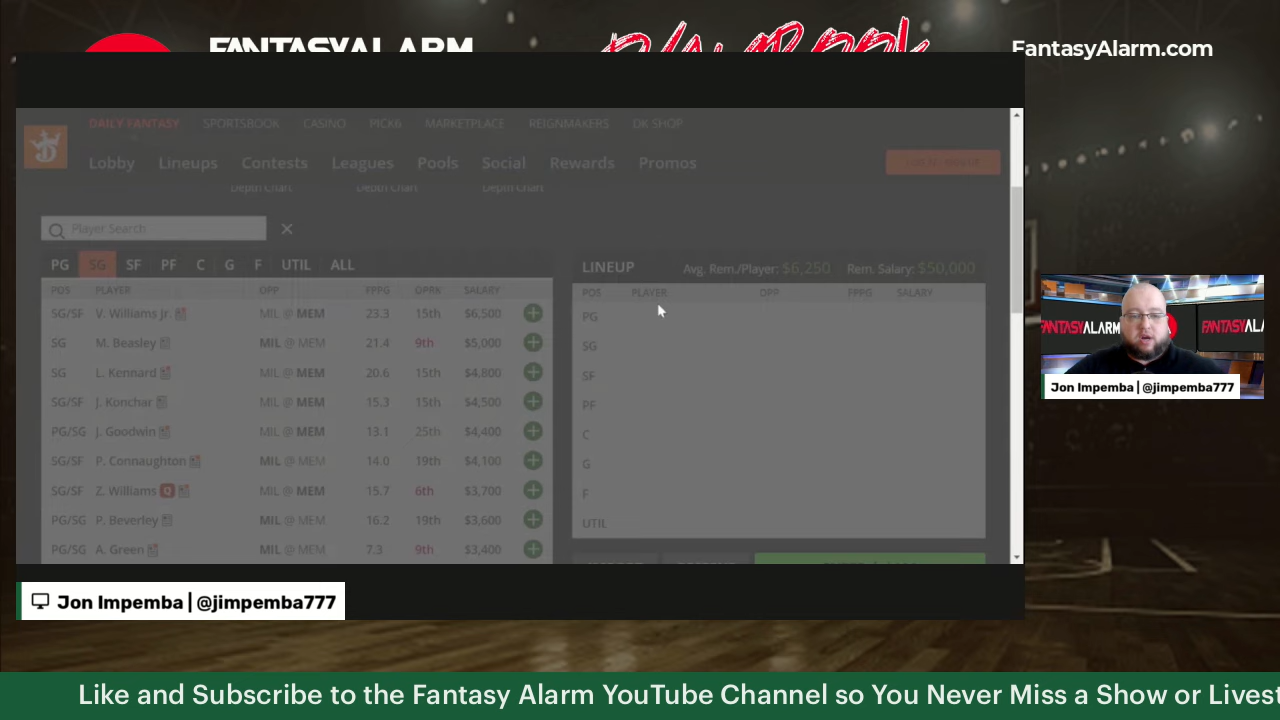 FANTASYALARM
PLAYBOOK
FantasyAlarm.com
DAILY FANTASY SPORTSBOOK CASINO PICK6 MARKETPLACE REIGNMAKERS DK SHOP
Lobby Lineups Contests Leagues Pools Social Rewards Promos
Depth Chart Depth Chart Depth Chart
Player Search ×
PG SG SF PF C G F UTIL ALL
POS PLAYER OPP FPPG OPRK SALARY
SG/SF V. Williams Jr. MIL @ MEM 23.3 15th $6,500
SG M. Beasley MIL @ MEM 21.4 9th $5,000
SG L. Kennard MIL @ MEM 20.6 15th $4,800
SG/SF J. Konchar MIL @ MEM 15.3 15th $4,500
PG/SG J. Goodwin MIL @ MEM 13.1 25th $4,400
SG/SF P. Connaughton MIL @ MEM 14.0 19th $4,100
SG/SF Z. Williams Q MIL @ MEM 15.7 6th $3,700
PG/SG P. Beverley MIL @ MEM 16.2 19th $3,600
PG/SG A. Green MIL @ MEM 7.3 9th $3,400
LINEUP Avg. Rem./Player: $6,250 Rem. Salary: $50,000
POS PLAYER OPP FPPG SALARY
PG
SG
SF
PF
C
G
F
UTIL
FANTASYALARM FANTASYAL
Jon Impemba | @jimpemba777
Jon Impemba | @jimpemba777
Like and Subscribe to the Fantasy Alarm YouTube Channel so You Never Miss a Show or Livest